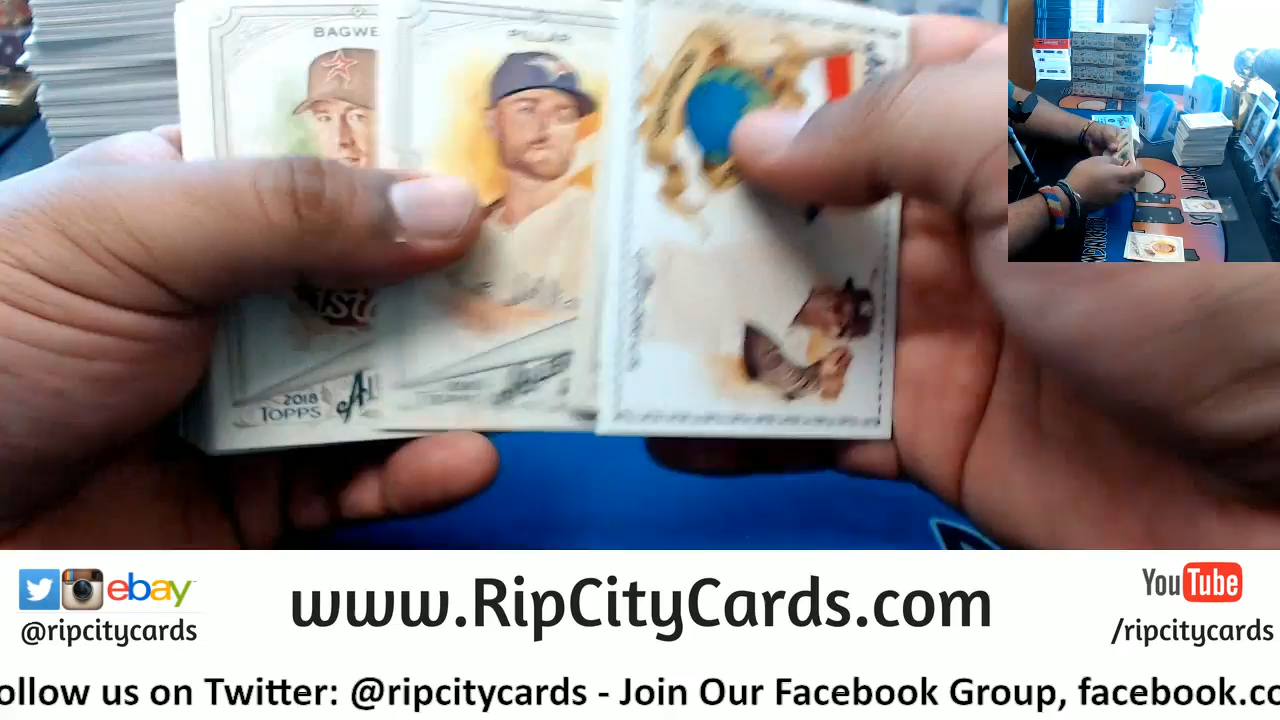 BAGWE
PILLAR
2018
TOPPS
ebay
@ripcitycards
www.RipCityCards.com
YouTube
/ripcitycards
ollow us on Twitter: @ripcitycards - Join Our Facebook Group, facebook.co